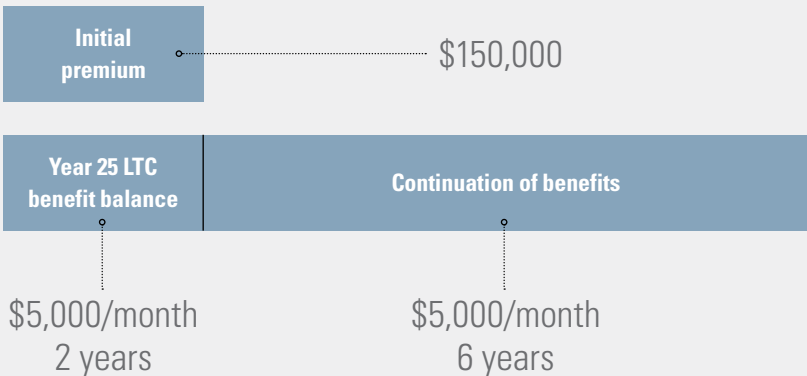 Initial
premium
$150,000
Year 25 LTC
benefit balance
Continuation of benefits
$5,000/month
2 years
$5,000/month
6 years